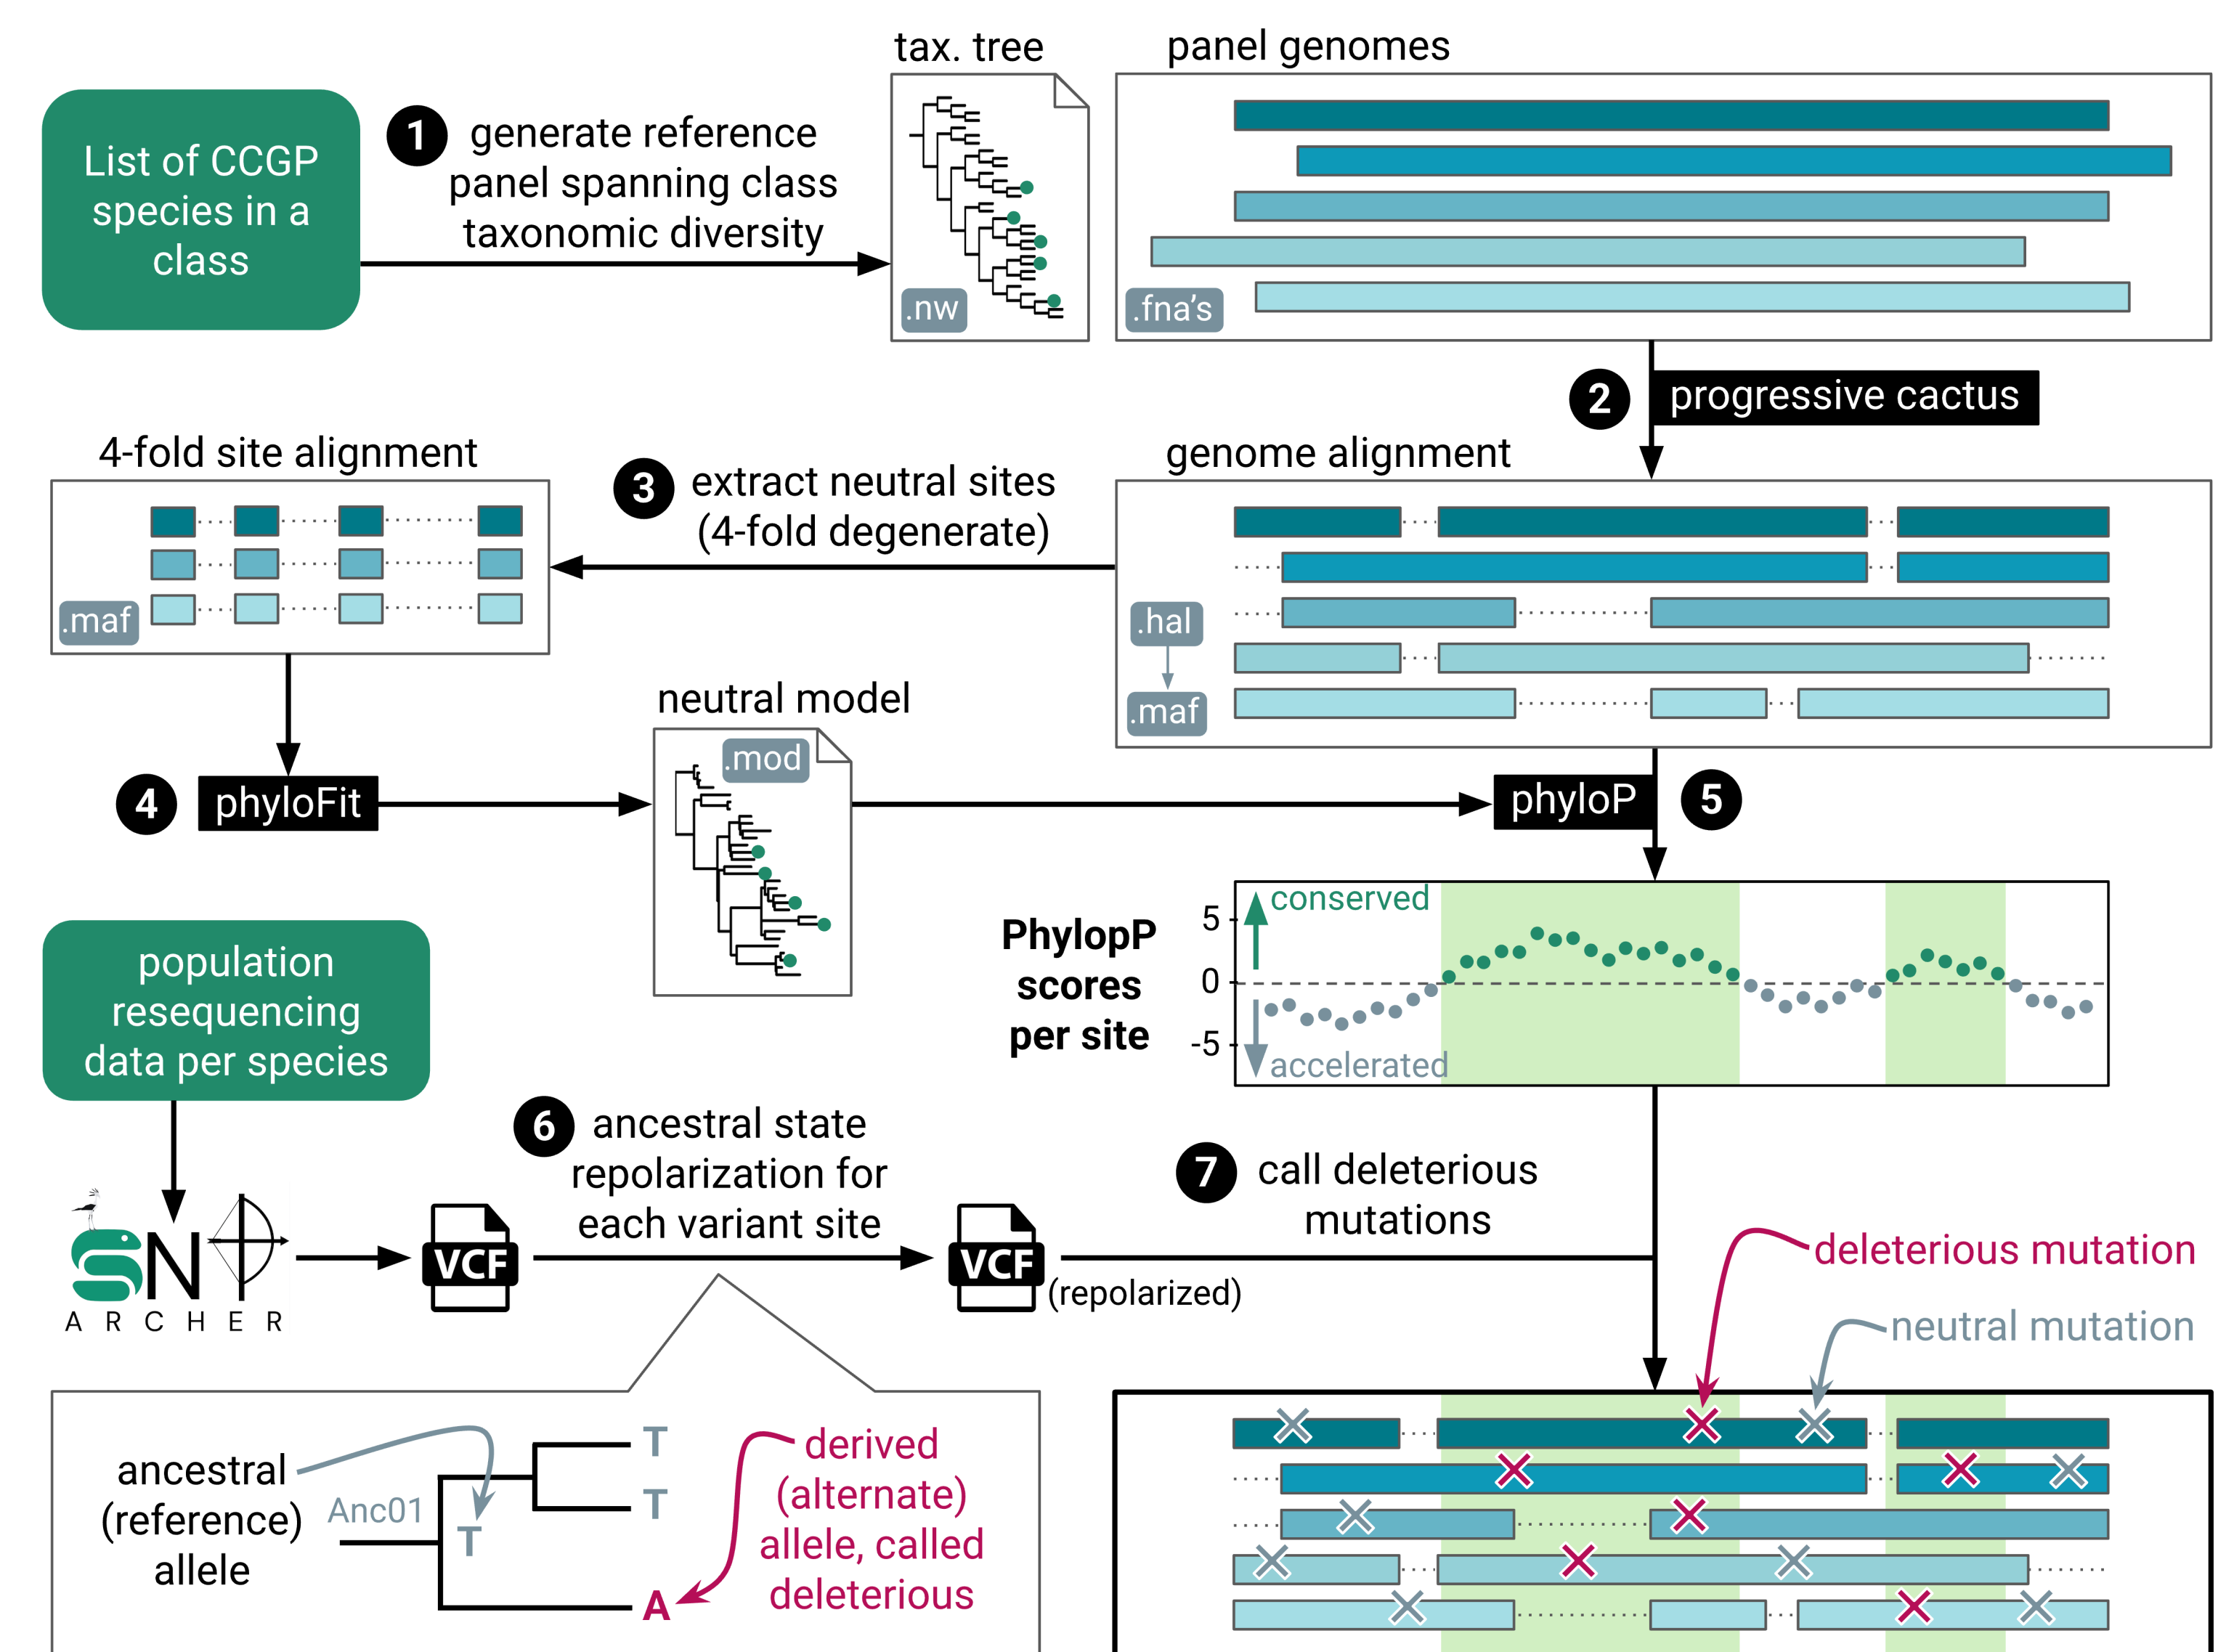 tax. tree
panel genomes
List of CCGP
species in a
class
1
generate reference
panel spanning class
taxonomic diversity
.nw
.fna's
2
progressive cactus
4-fold site alignment
3
extract neutral sites
(4-fold degenerate)
genome alignment
.maf
.hal
.maf
neutral model
.mod
4
phyloFit
phyloP
5
PhylopP
scores
per site
5
0
-5
conserved
accelerated
population
resequencing
data per species
SN
ARCHER
VCF
6
ancestral state
repolarization for
each variant site
VCF
(repolarized)
7
call deleterious
mutations
deleterious mutation
neutral mutation
ancestral
(reference)
allele
Anc01
T
T
T
A
derived
(alternate)
allele, called
deleterious